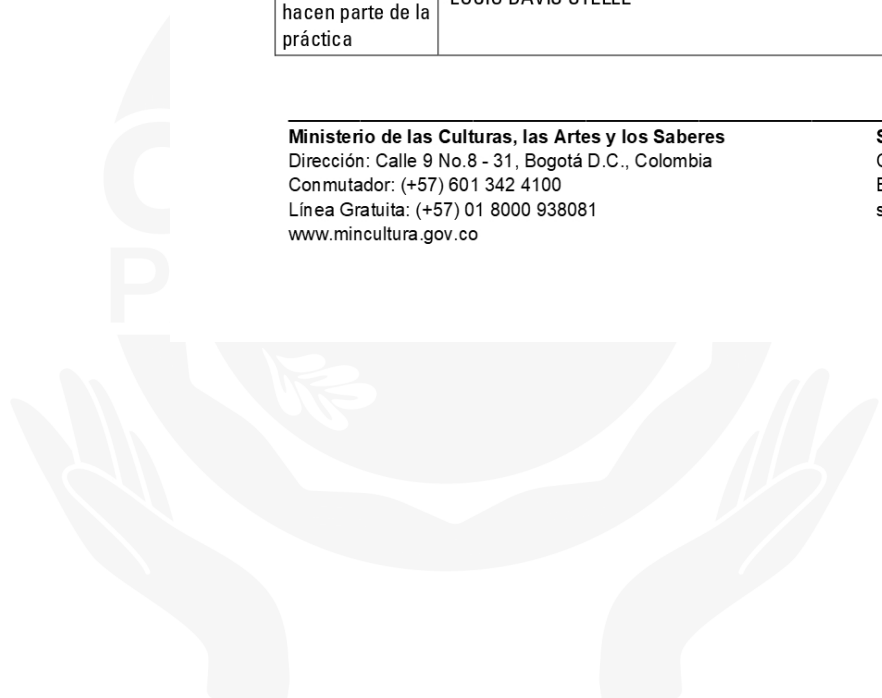 hacen parte de la
práctica
Ministerio de las Culturas, las Artes y los Saberes
Dirección: Calle 9 No.8 - 31, Bogotá D.C., Colombia
Conmutador: (+57) 601 342 4100
Línea Gratuita: (+57) 01 8000 938081
www.mincultura.gov.co